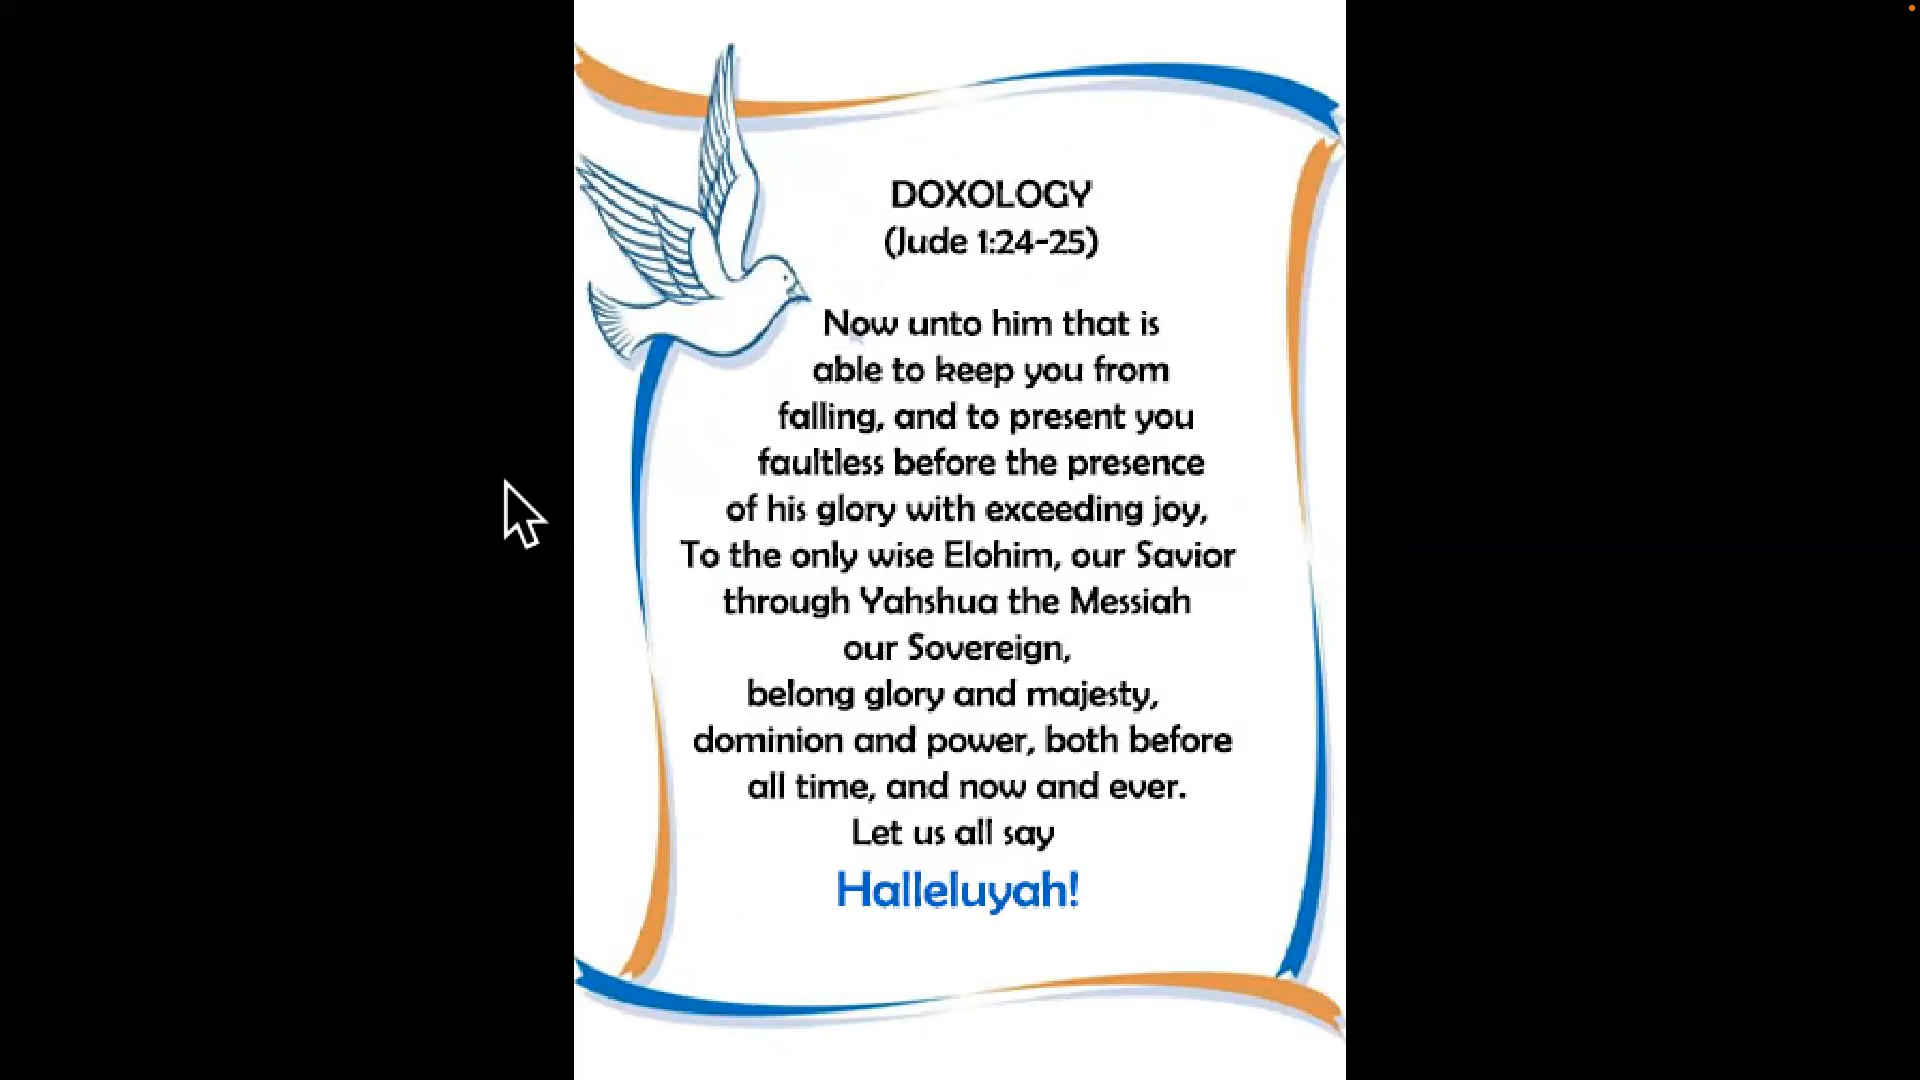 DOXOLOGY
(Jude 1:24-25)
Now unto him that is
able to keep you from
falling, and to present you
faultless before the presence
of his glory with exceeding joy,
To the only wise Elohim, our Savior
through Yahshua the Messiah
our Sovereign,
belong glory and majesty,
dominion and power, both before
all time, and now and ever.
Let us all say
Halleluyah!